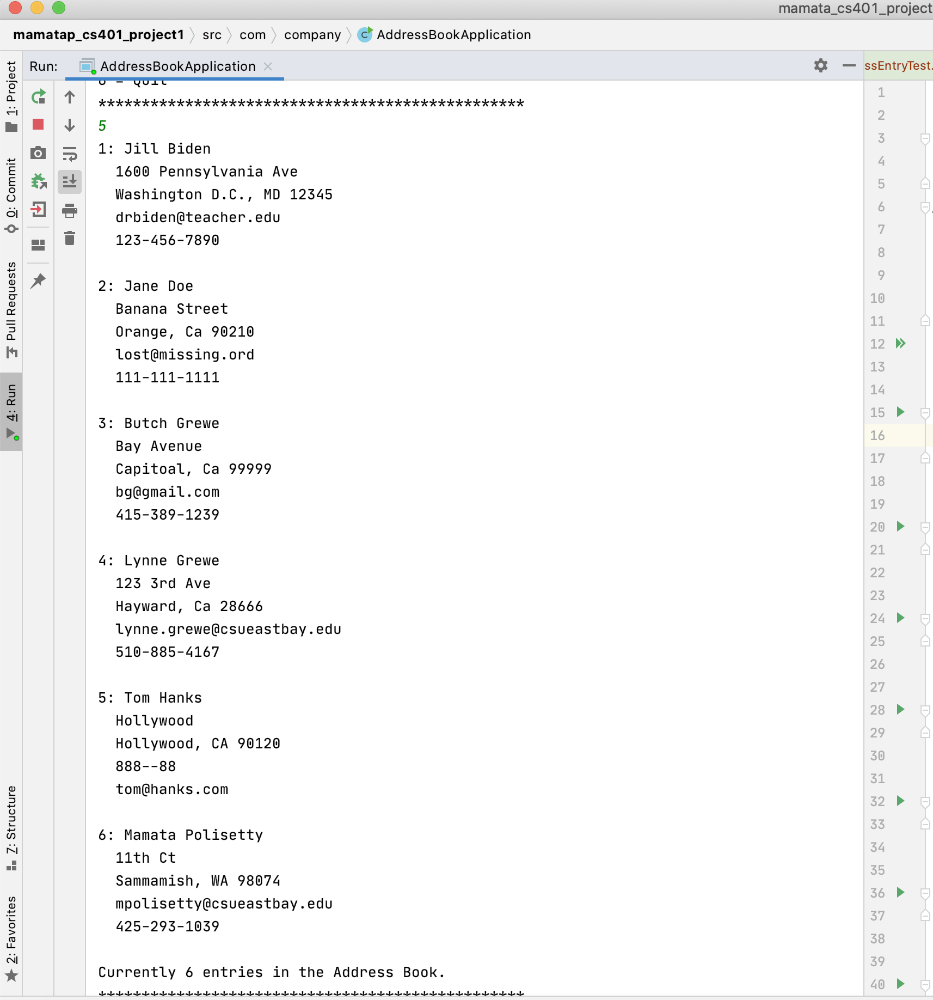 mamata_cs401_project
mamatap_cs401_project1 src com company AddressBookApplication
Run: AddressBookApplication
ssEntryTest.
1: Project
0: Commit
Pull Requests
4: Run
7: Structure
2: Favorites
6 – Quit
*************************************************
5
1: Jill Biden
1600 Pennsylvania Ave
Washington D.C., MD 12345
drbiden@teacher.edu
123-456-7890
2: Jane Doe
Banana Street
Orange, Ca 90210
lost@missing.ord
111-111-1111
3: Butch Grewe
Bay Avenue
Capitoal, Ca 99999
bg@gmail.com
415-389-1239
4: Lynne Grewe
123 3rd Ave
Hayward, Ca 28666
lynne.grewe@csueastbay.edu
510-885-4167
5: Tom Hanks
Hollywood
Hollywood, CA 90120
888--88
tom@hanks.com
6: Mamata Polisetty
11th Ct
Sammamish, WA 98074
mpolisetty@csueastbay.edu
425-293-1039
Currently 6 entries in the Address Book.
*************************************************
1
2
3
4
5
6
7
8
9
10
11
12
13
14
15
16
17
18
19
20
21
22
23
24
25
26
27
28
29
30
31
32
33
34
35
36
37
38
39
40